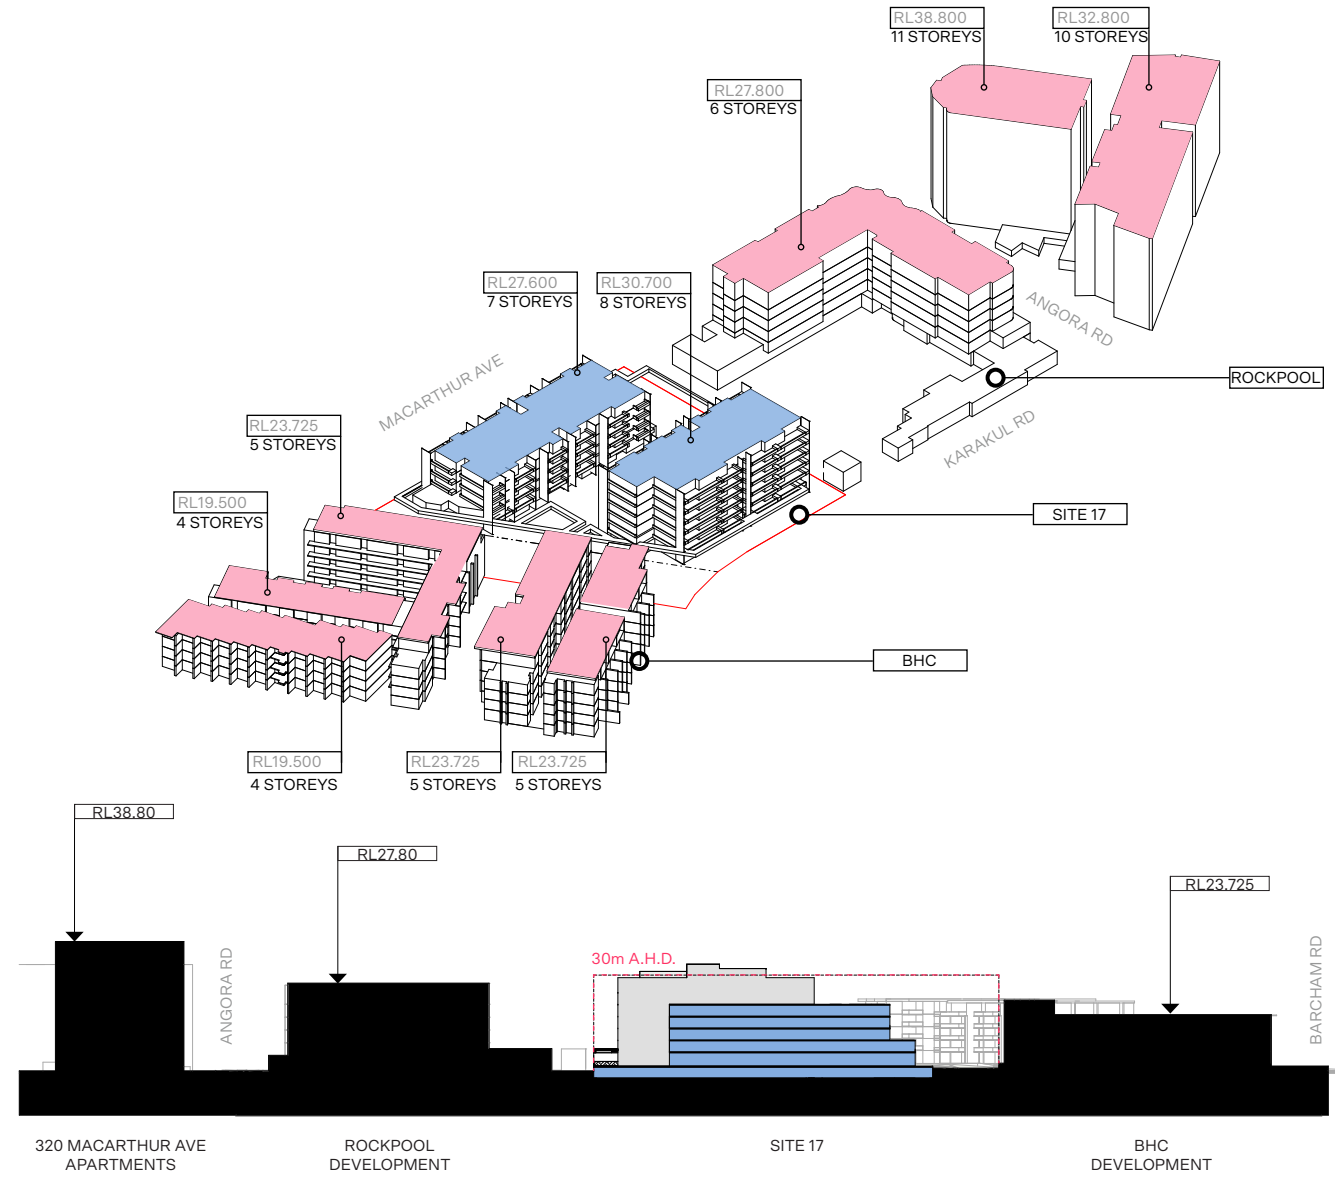 RL38.800
11 STOREYS
RL32.800
10 STOREYS
RL27.800
6 STOREYS
RL27.600
7 STOREYS
RL30.700
8 STOREYS
ANGORA RD
MACARTHUR AVE
ROCKPOOL
RL23.725
5 STOREYS
KARAKUL RD
RL19.500
4 STOREYS
SITE 17
BHC
RL19.500
4 STOREYS
RL23.725
5 STOREYS
RL23.725
5 STOREYS
RL38.80
RL27.80
RL23.725
30m A.H.D.
ANGORA RD
BARCHAM RD
320 MACARTHUR AVE
APARTMENTS
ROCKPOOL
DEVELOPMENT
SITE 17
BHC
DEVELOPMENT